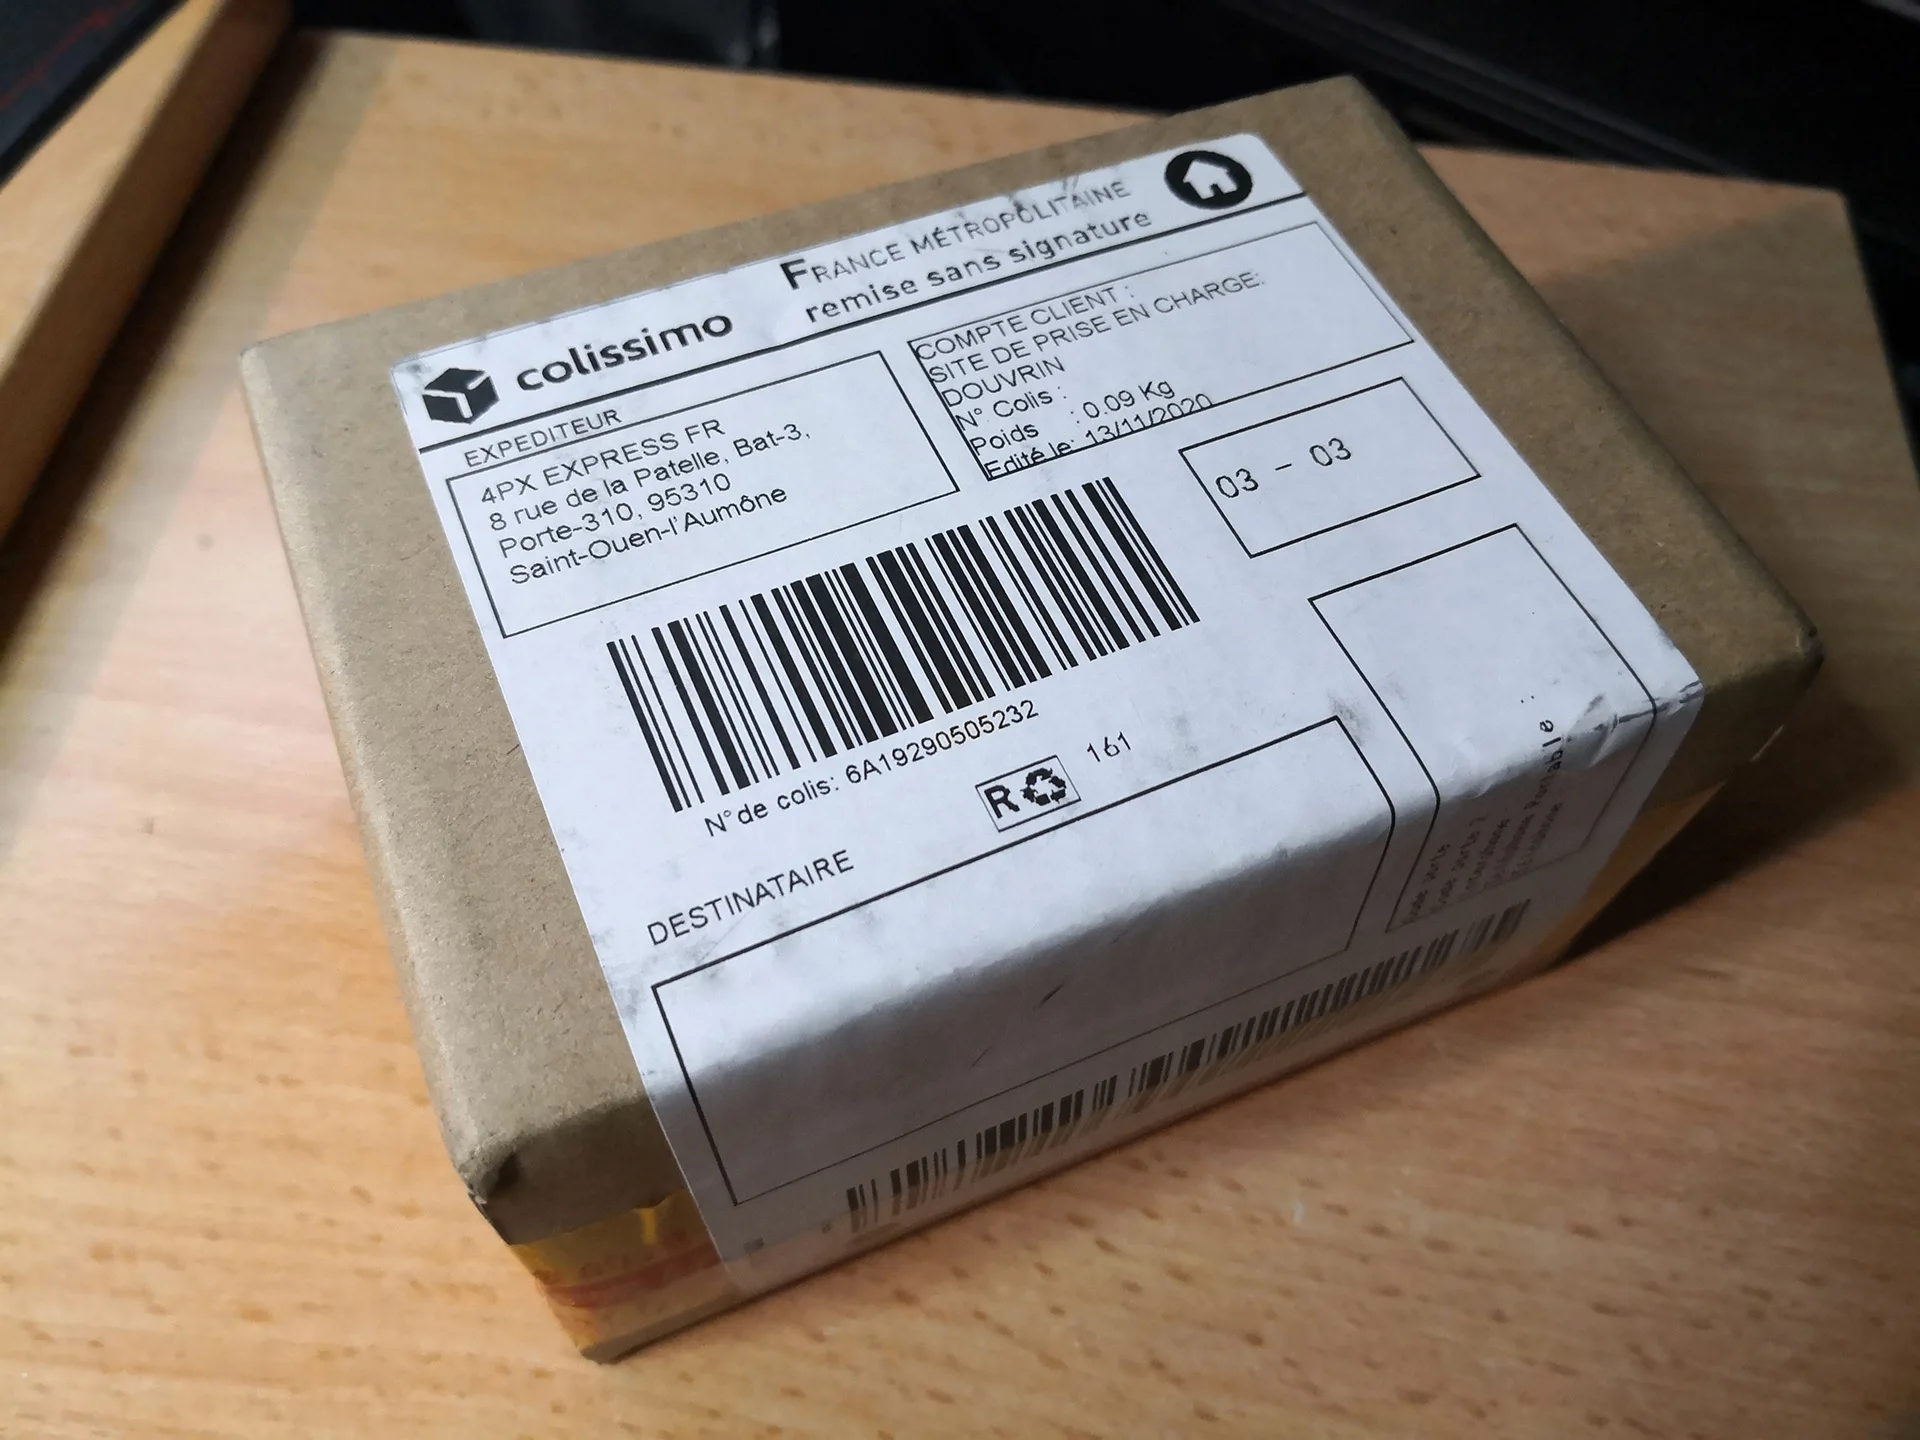 colissimo
FRANCE MÉTROPOLITAINE
remise sans signature
EXPEDITEUR
4PX EXPRESS FR
8 rue de la Patelle, Bat-3,
Porte-310, 95310
Saint-Ouen-l'Aumône
COMPTE CLIENT :
SITE DE PRISE EN CHARGE:
DOUVRIN
N° Colis :
Poids : 0.09 Kg
Edité le: 13/11/2020
03 - 03
N°de colis: 6A19290505232
R 161
DESTINATAIRE